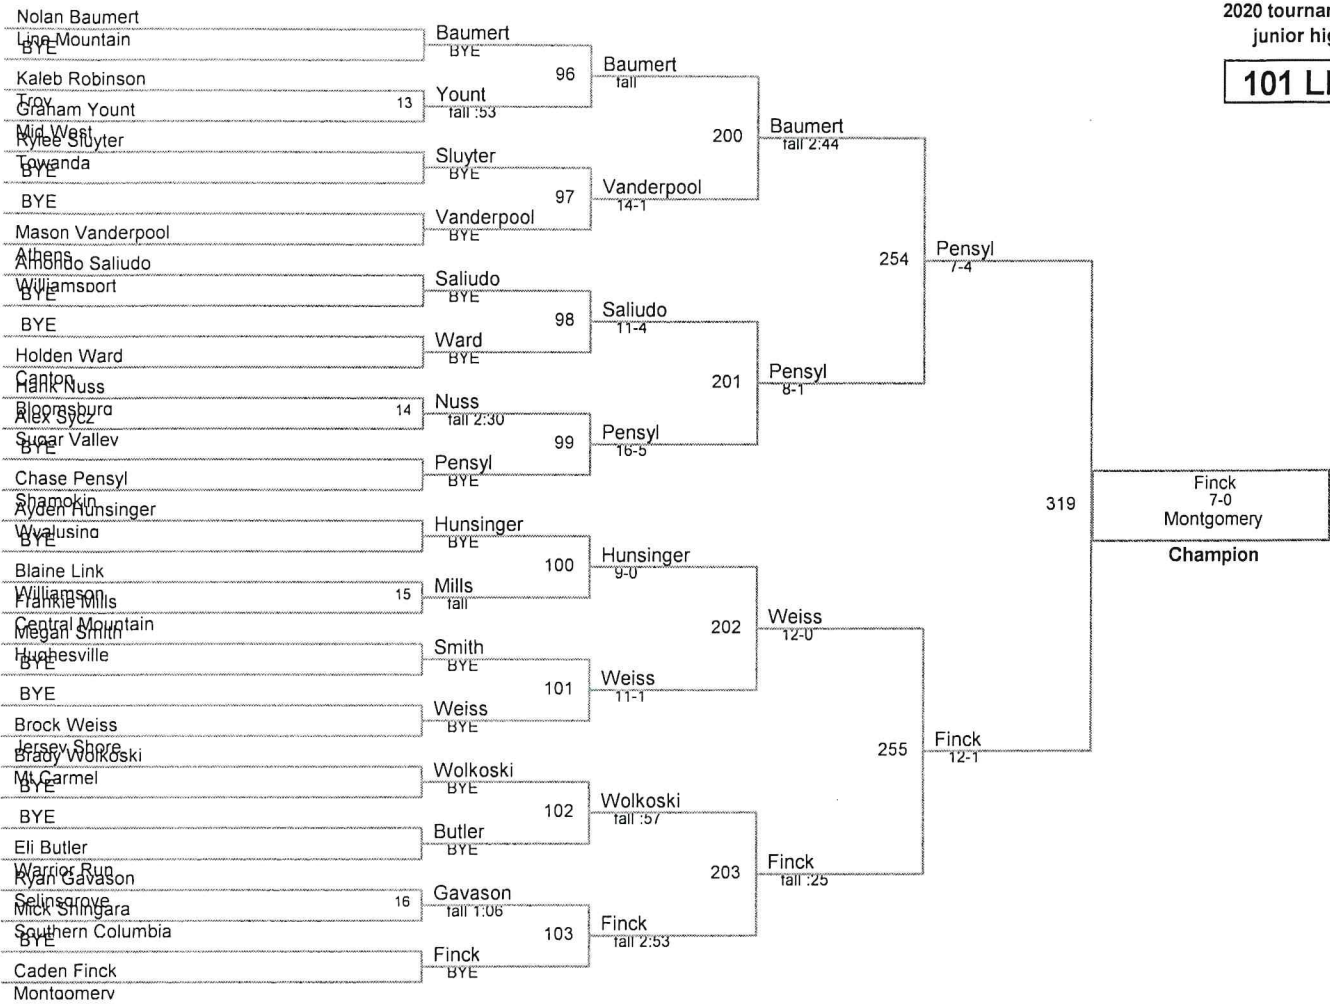 2020 tournar
junior hig
101 L
Nolan Baumert
Line Mountain
BYE
Kaleb Robinson
Troy
Graham Yount
Mid West
Rylee Sluyter
Towanda
BYE
BYE
Mason Vanderpool
Athens
Amondo Saliudo
Williamsport
BYE
BYE
Holden Ward
Canton
Hank Nuss
Bloomsburg
Alex Sycz
Sugar Valley
BYE
Chase Pensyl
Shamokin
Ayden Hunsinger
Wyalusing
BYE
Blaine Link
Williamson
Frankie Mills
Central Mountain
Megan Smith
Hughesville
BYE
BYE
Brock Weiss
Jersey Shore
Brady Wolkoski
Mt Carmel
BYE
BYE
Eli Butler
Warrior Run
Ryan Gavason
Selinsgrove
Mick Shingara
Southern Columbia
BYE
Caden Finck
Montgomery
13
14
15
16
Baumert
BYE
Yount
fall :53
Sluyter
BYE
Vanderpool
BYE
Saliudo
BYE
Ward
BYE
Nuss
fall 2:30
Pensyl
BYE
Hunsinger
BYE
Mills
fall
Smith
BYE
Weiss
BYE
Wolkoski
BYE
Butler
BYE
Gavason
fall 1:06
Finck
BYE
96
97
98
99
100
101
102
103
Baumert
fall
Vanderpool
14-1
Saliudo
11-4
Pensyl
16-5
Hunsinger
9-0
Weiss
11-1
Wolkoski
fall :57
Finck
fall 2:53
200
201
202
203
Baumert
fall 2:44
Pensyl
8-1
Weiss
12-0
Finck
fall :25
254
255
Pensyl
7-4
Finck
12-1
319
Finck
7-0
Montgomery
Champion